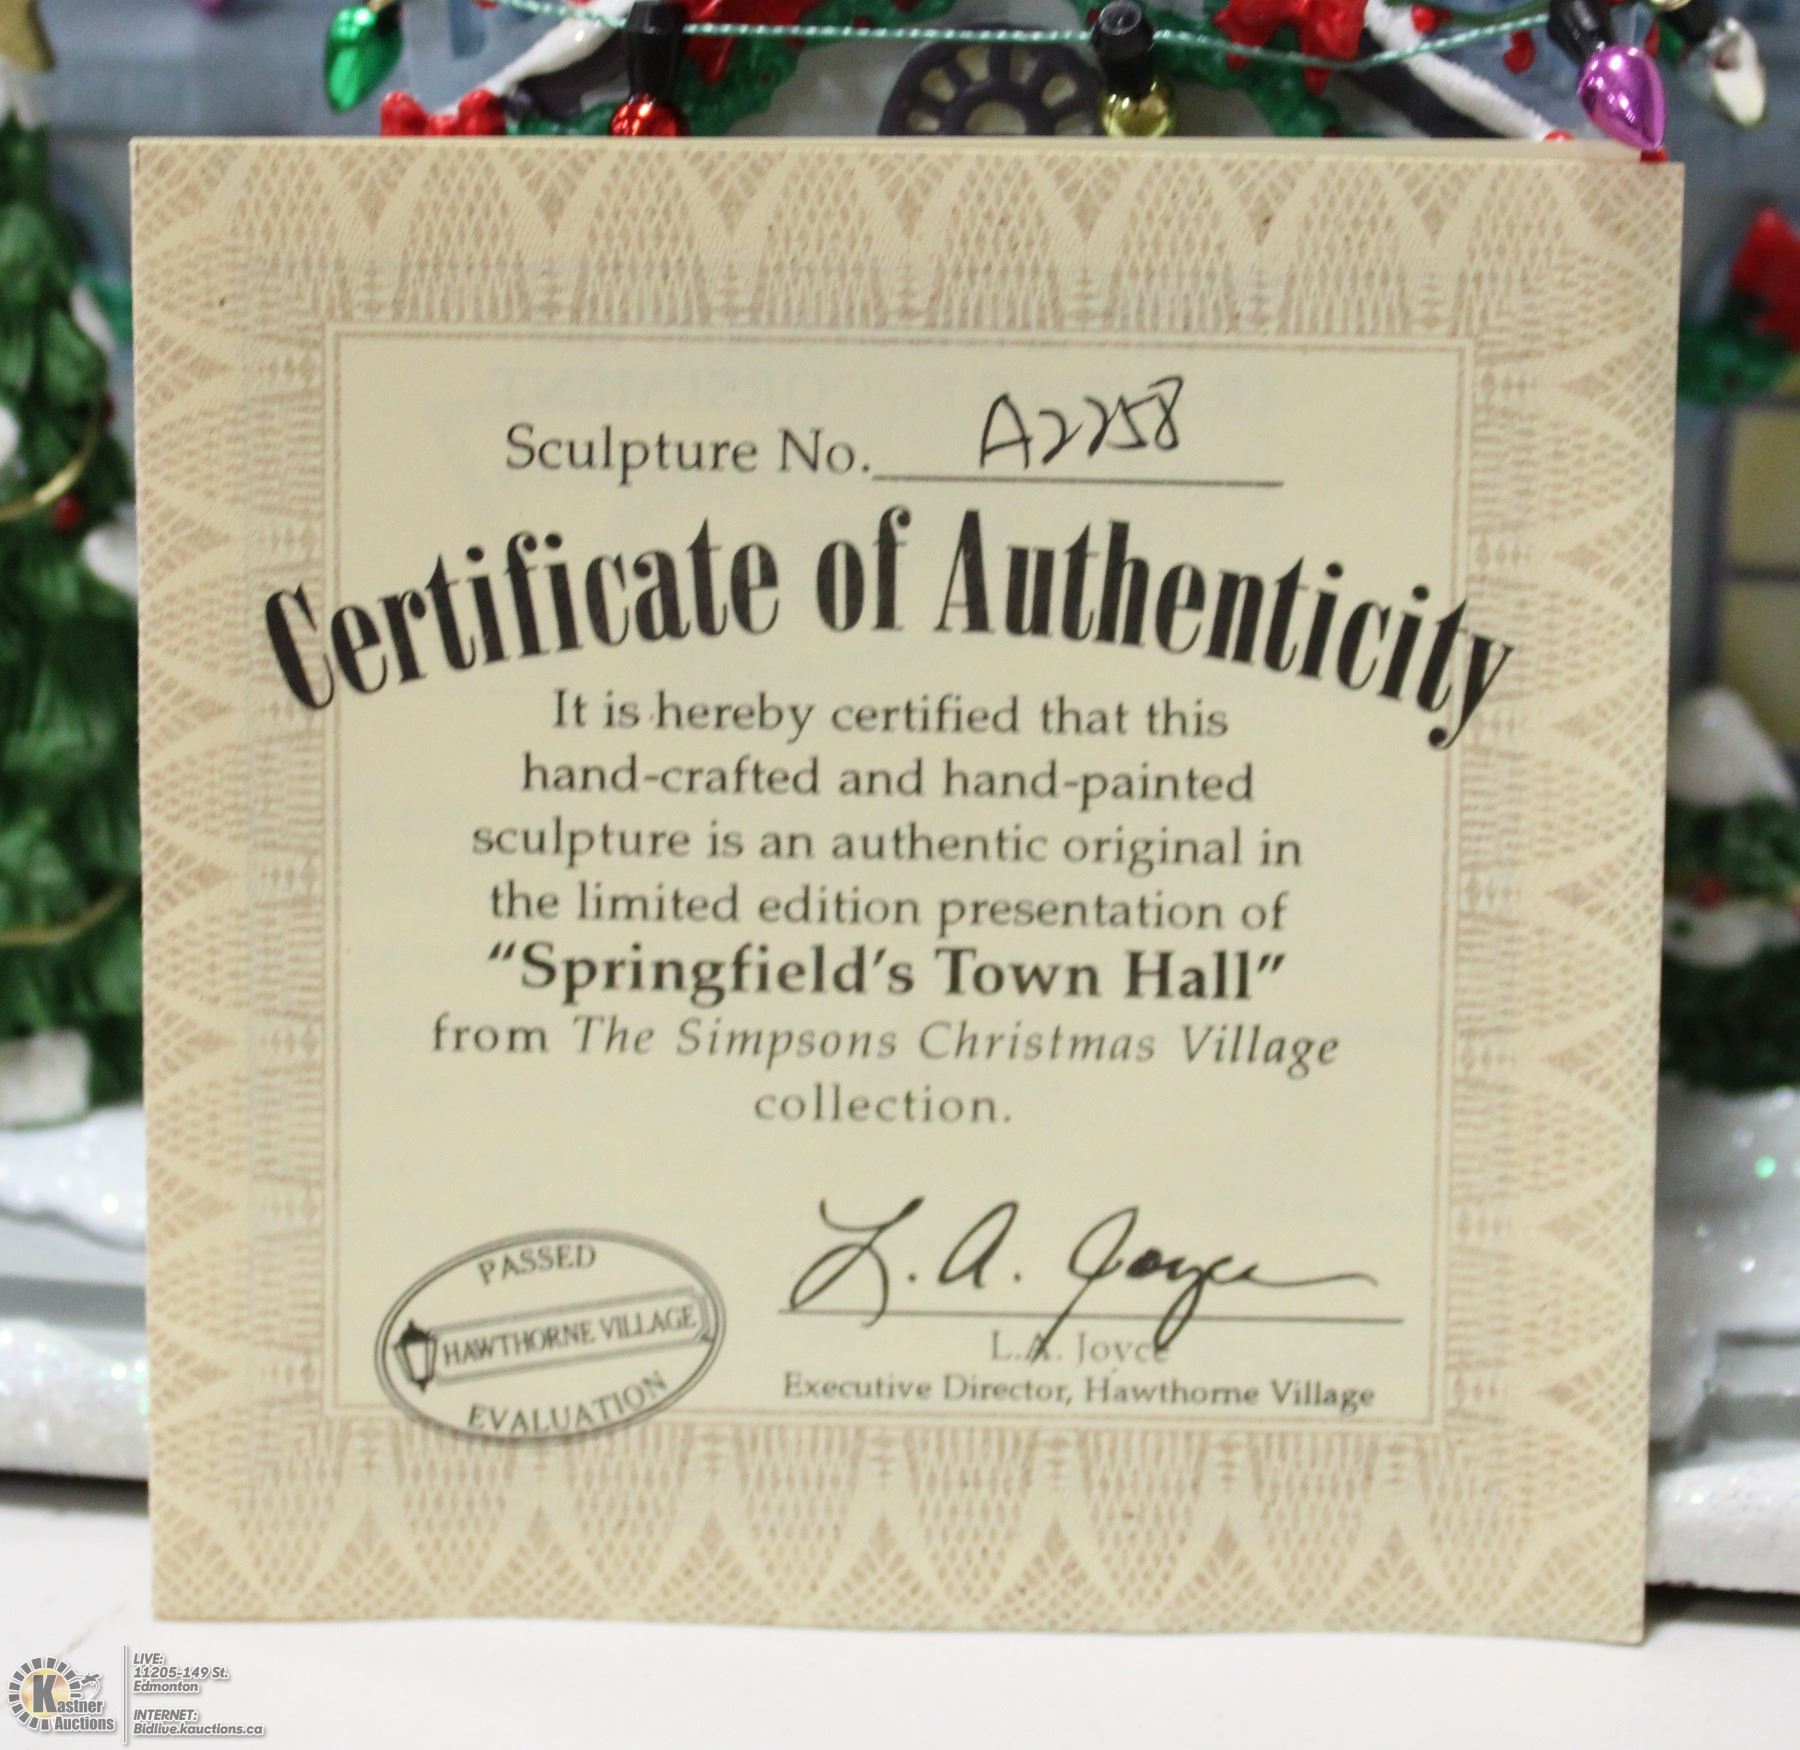 Sculpture No. A2258
Certificate of Authenticity
It is hereby certified that this
hand-crafted and hand-painted
sculpture is an authentic original in
the limited edition presentation of
“Springfield’s Town Hall”
from The Simpsons Christmas Village
collection.
PASSED
HAWTHORNE VILLAGE
EVALUATION
L. A. Joyce
L.A. Joyce
Executive Director, Hawthorne Village
Kastner
Auctions
LIVE:
11205-149 St.
Edmonton
INTERNET:
Bidlive.kauctions.ca